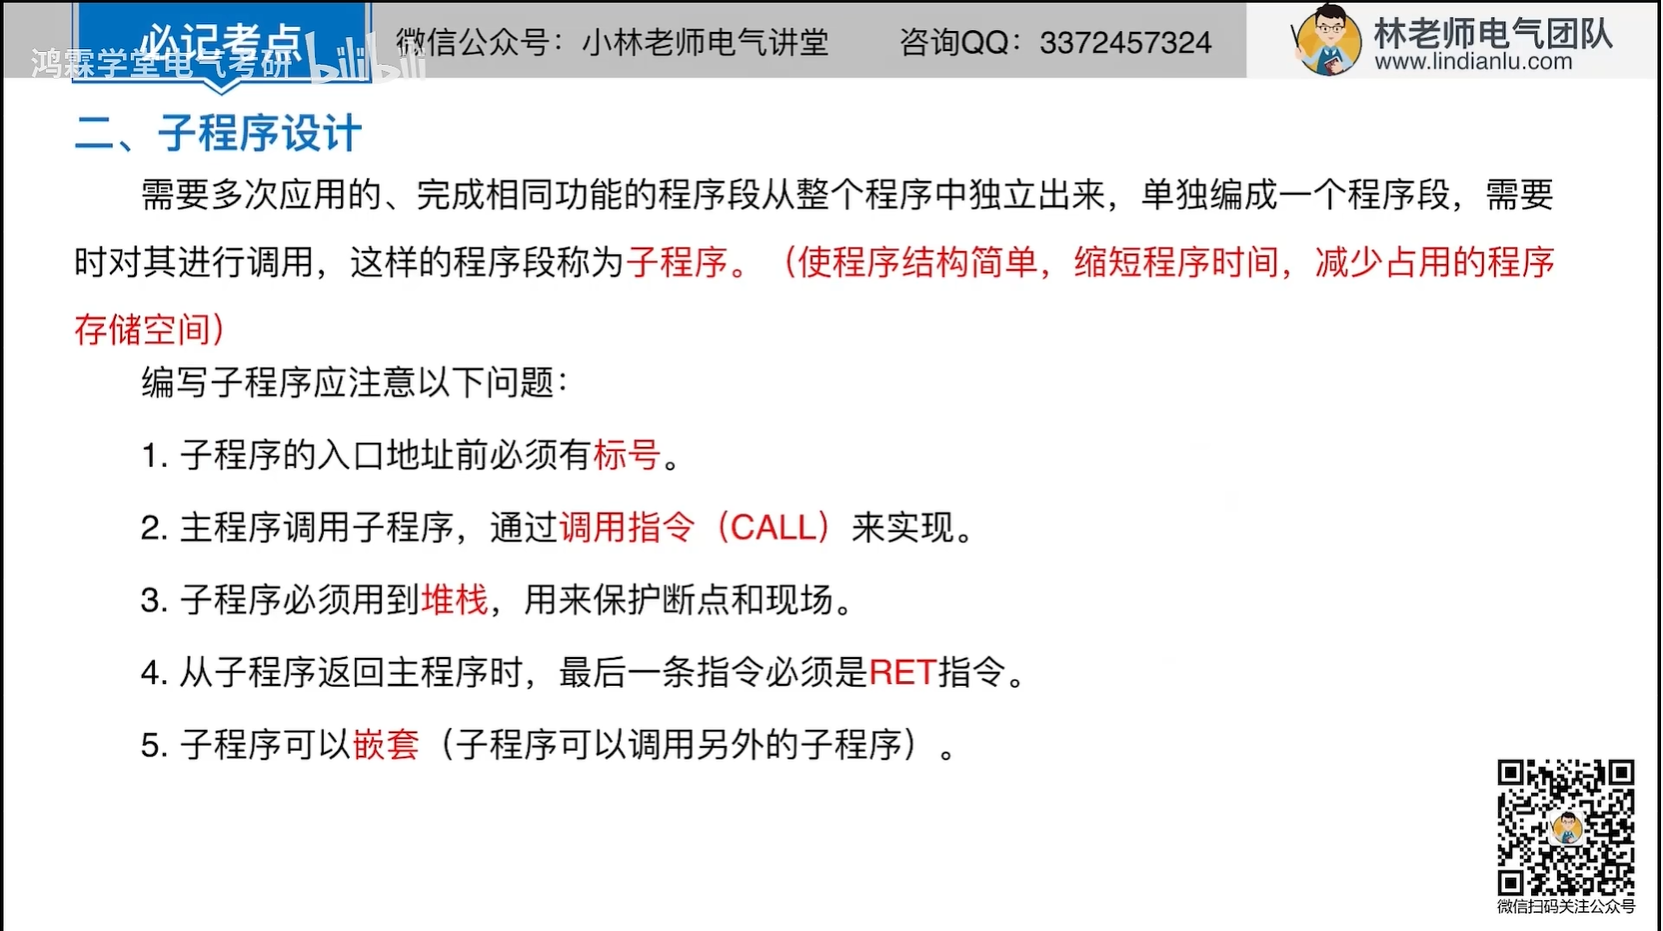 必记考点
鸿霖学堂电气考研 bilibili
微信公众号：小林老师电气讲堂 咨询QQ：3372457324
林老师电气团队
www.lindianlu.com
二、子程序设计
需要多次应用的、完成相同功能的程序段从整个程序中独立出来，单独编成一个程序段，需要
时对其进行调用，这样的程序段称为子程序。（使程序结构简单，缩短程序时间，减少占用的程序
存储空间）
编写子程序应注意以下问题：
1. 子程序的入口地址前必须有标号。
2. 主程序调用子程序，通过调用指令（CALL）来实现。
3. 子程序必须用到堆栈，用来保护断点和现场。
4. 从子程序返回主程序时，最后一条指令必须是RET指令。
5. 子程序可以嵌套（子程序可以调用另外的子程序）。
微信扫码关注公众号